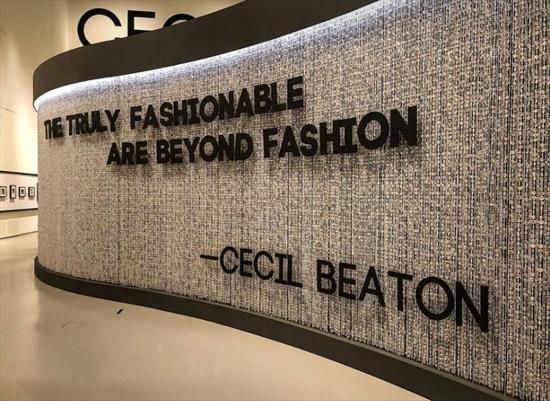 THE TRULY FASHIONABLE
ARE BEYOND FASHION
—CECIL BEATON